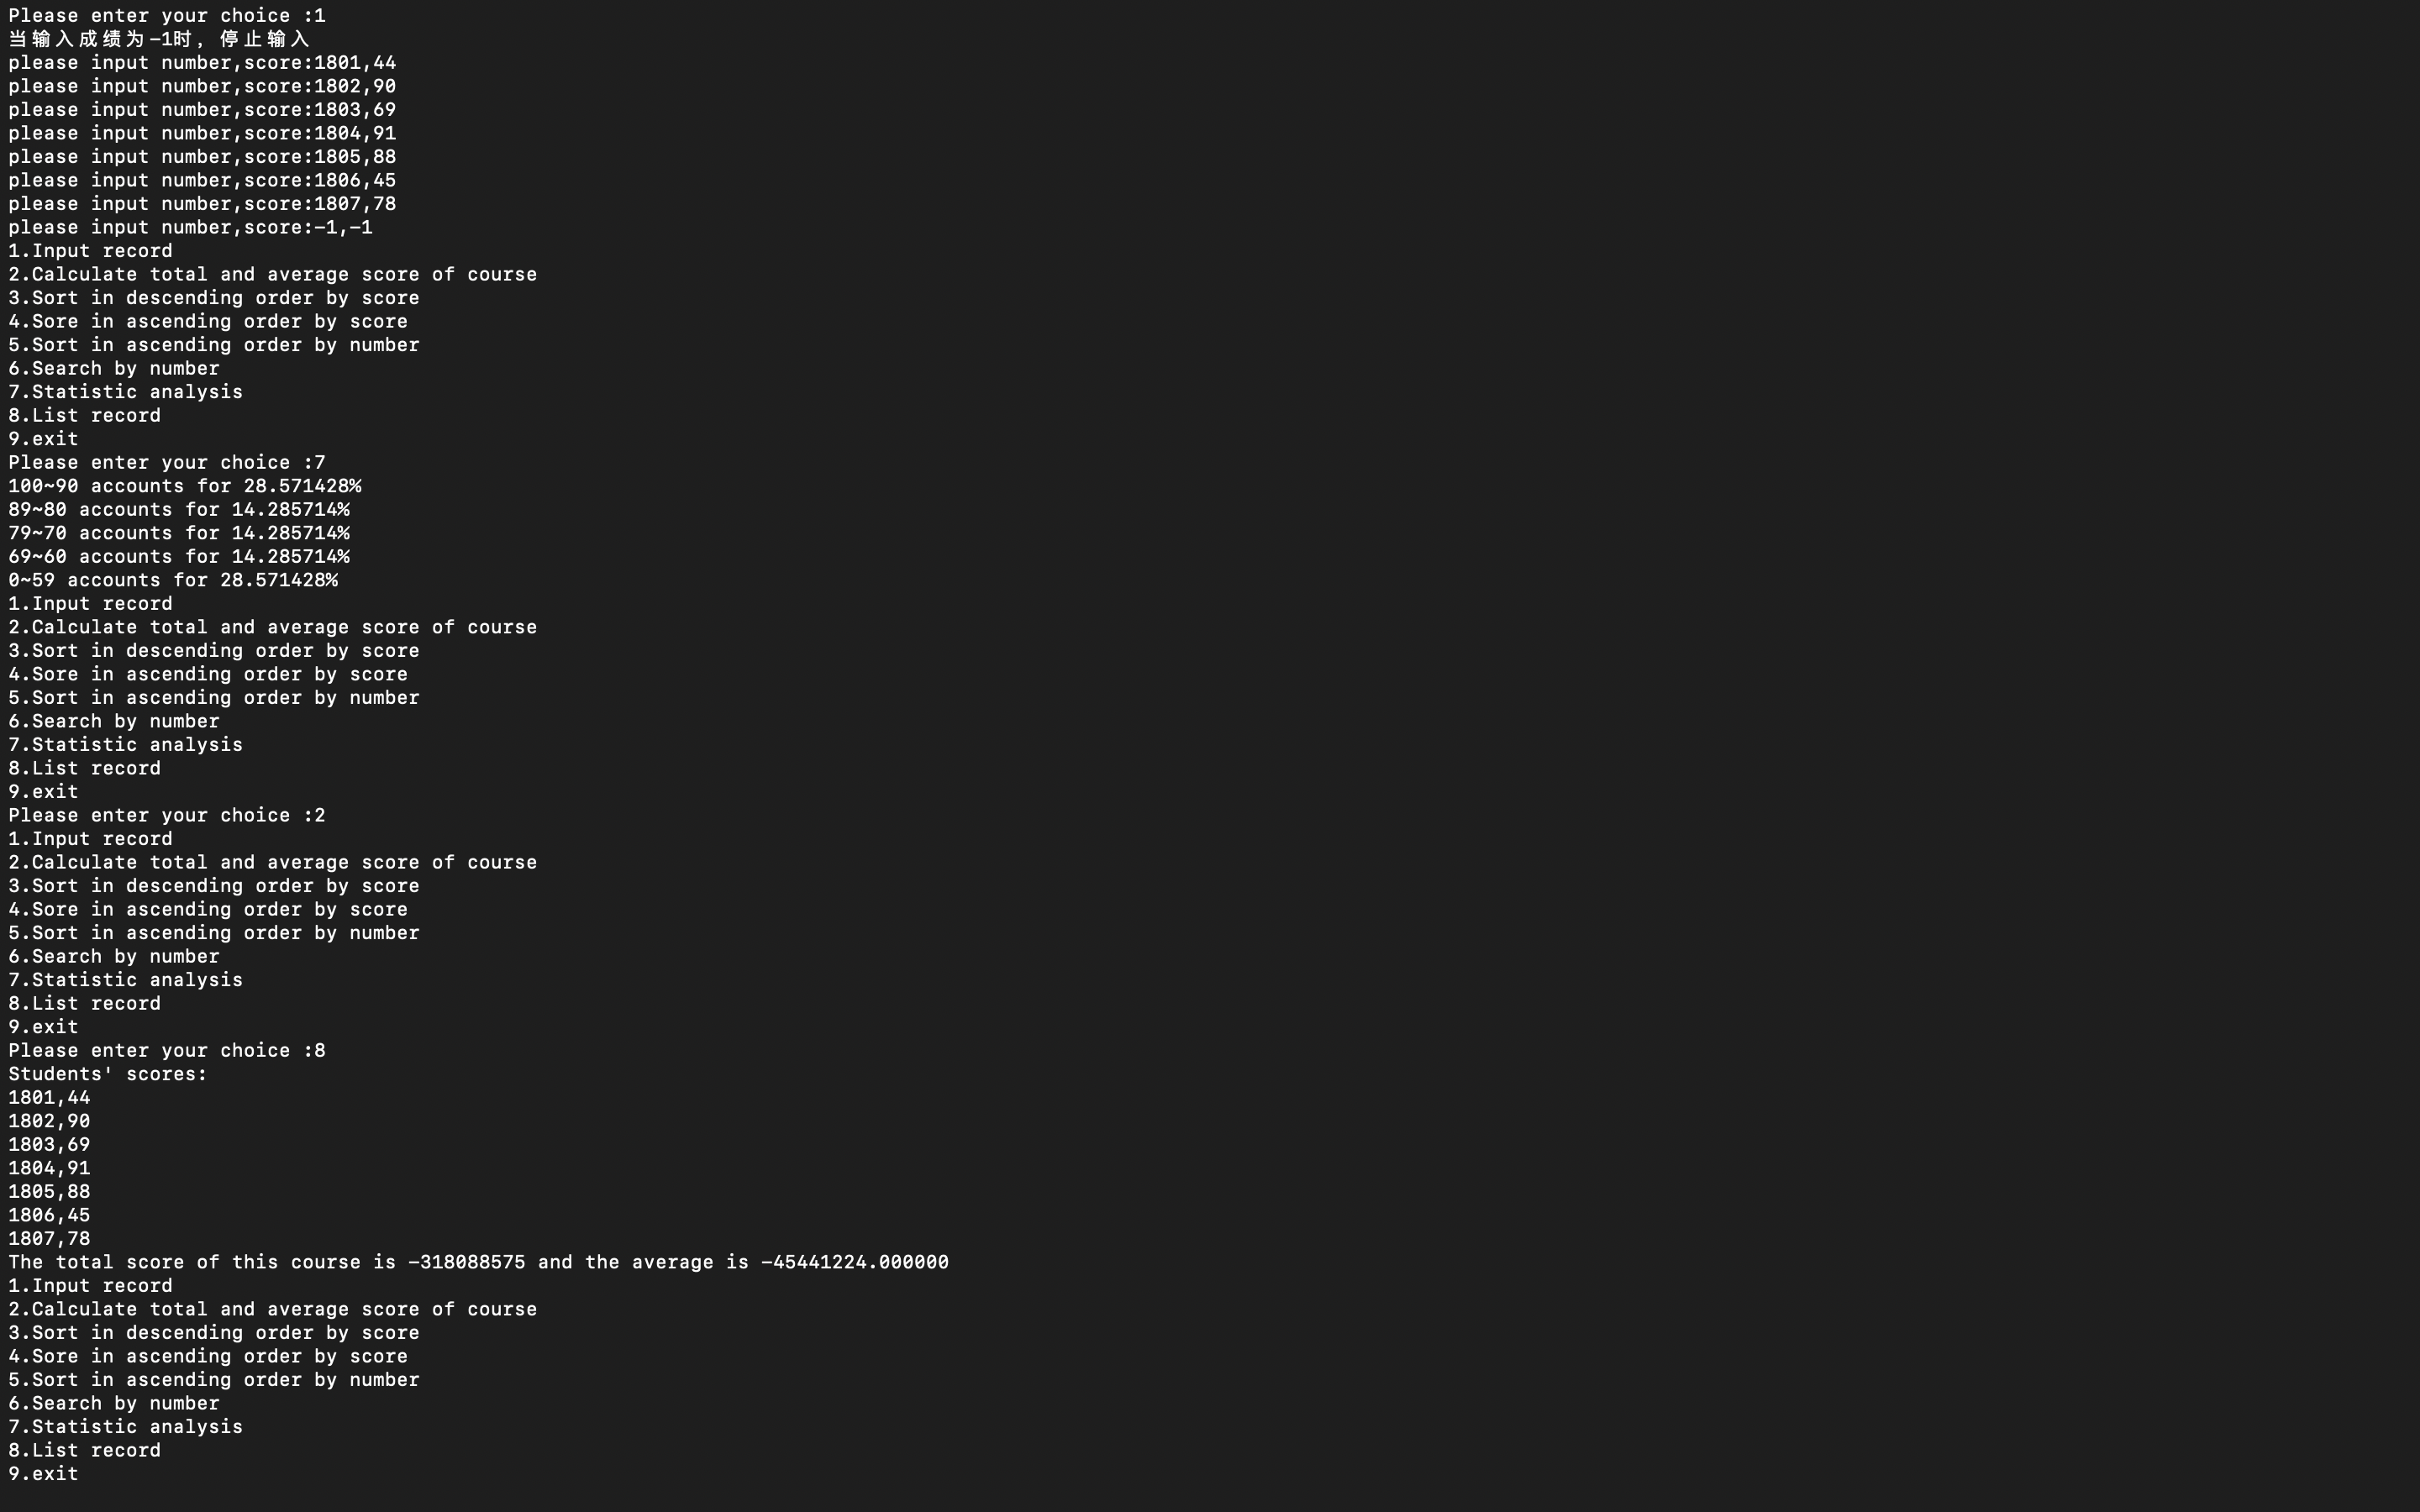 Please enter your choice :1
当输入成绩为-1时, 停止输入
please input number,score:1801,44
please input number,score:1802,90
please input number,score:1803,69
please input number,score:1804,91
please input number,score:1805,88
please input number,score:1806,45
please input number,score:1807,78
please input number,score:-1,-1
1.Input record
2.Calculate total and average score of course
3.Sort in descending order by score
4.Sore in ascending order by score
5.Sort in ascending order by number
6.Search by number
7.Statistic analysis
8.List record
9.exit
Please enter your choice :7
100~90 accounts for 28.571428%
89~80 accounts for 14.285714%
79~70 accounts for 14.285714%
69~60 accounts for 14.285714%
0~59 accounts for 28.571428%
1.Input record
2.Calculate total and average score of course
3.Sort in descending order by score
4.Sore in ascending order by score
5.Sort in ascending order by number
6.Search by number
7.Statistic analysis
8.List record
9.exit
Please enter your choice :2
1.Input record
2.Calculate total and average score of course
3.Sort in descending order by score
4.Sore in ascending order by score
5.Sort in ascending order by number
6.Search by number
7.Statistic analysis
8.List record
9.exit
Please enter your choice :8
Students' scores:
1801,44
1802,90
1803,69
1804,91
1805,88
1806,45
1807,78
The total score of this course is -318088575 and the average is -45441224.000000
1.Input record
2.Calculate total and average score of course
3.Sort in descending order by score
4.Sore in ascending order by score
5.Sort in ascending order by number
6.Search by number
7.Statistic analysis
8.List record
9.exit